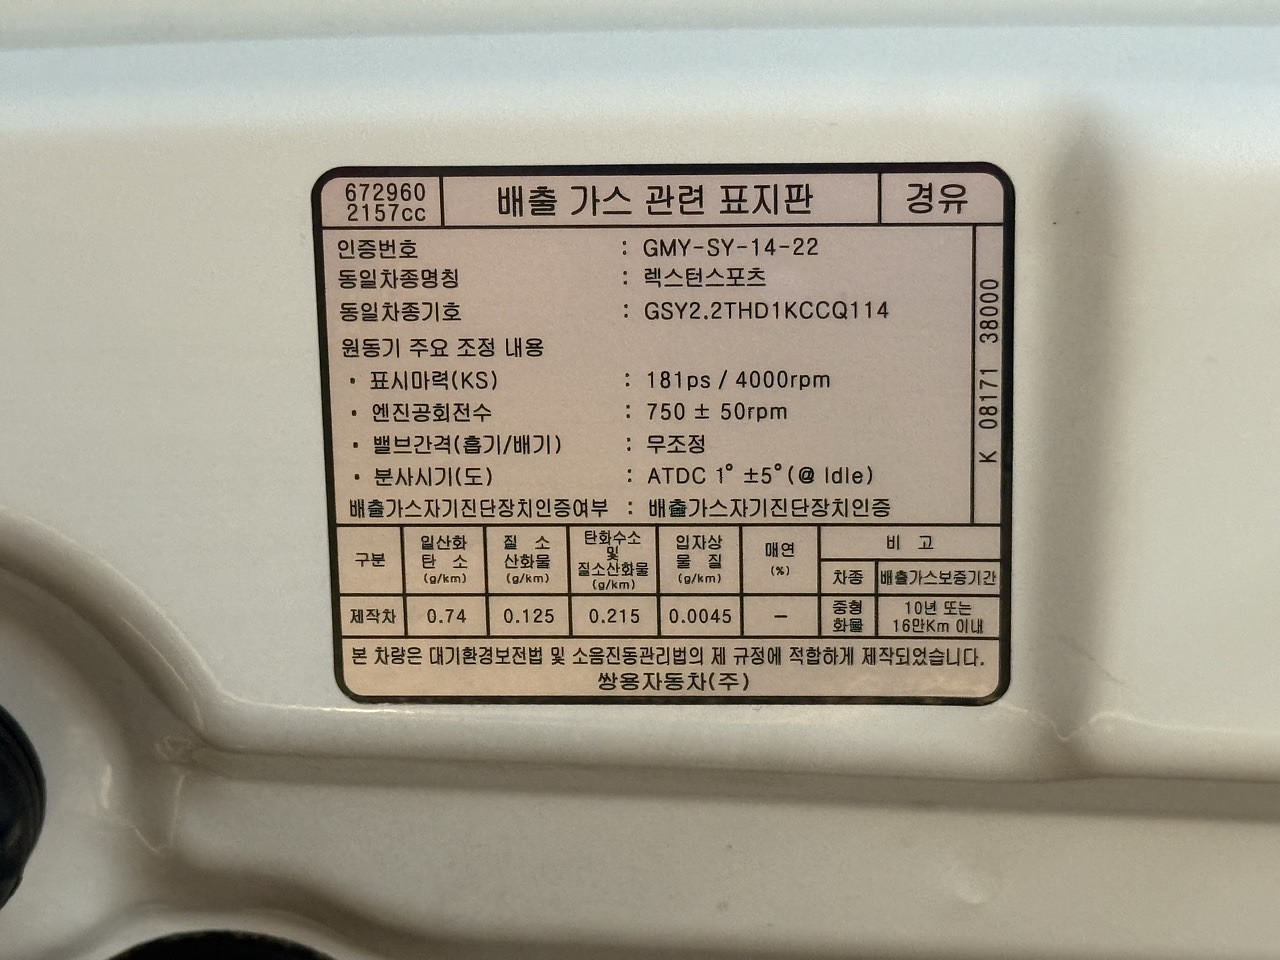 672960
2157cc
배출 가스 관련 표지판
경유
인증번호 : GMY-SY-14-22
동일차종명칭 : 렉스턴스포츠
동일차종기호 : GSY2.2THD1KCCQ114
원동기 주요 조정 내용
· 표시마력(KS) : 181ps / 4000rpm
· 엔진공회전수 : 750 ± 50rpm
· 밸브간격(흡기/배기) : 무조정
· 분사시기(도) : ATDC 1° ±5°(@ Idle)
배출가스자기진단장치인증여부 : 배출가스자기진단장치인증
K 08171 38000
구분
일산화
탄 소
(g/km)
질 소
산화물
(g/km)
탄화수소
및
질소산화물
(g/km)
입자상
물 질
(g/km)
매연
(%)
비 고
차종
배출가스보증기간
제작차 0.74 0.125 0.215 0.0045 -
중형
화물
10년 또는
16만Km 이내
본 차량은 대기환경보전법 및 소음진동관리법의 제 규정에 적합하게 제작되었습니다.
쌍용자동차(주)